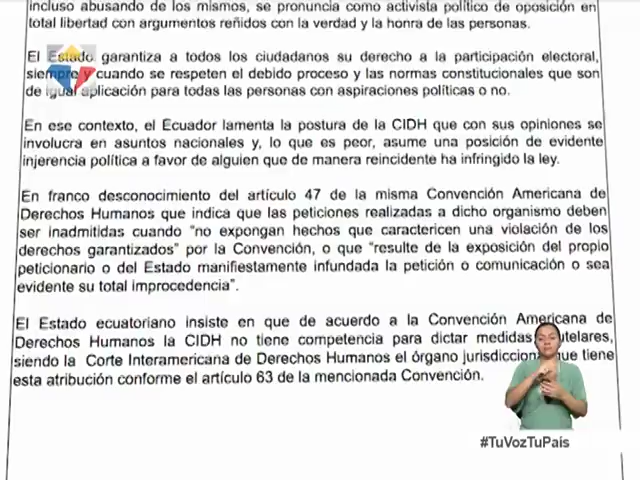 incluso abusando de los mismos, se pronuncia como activista político de oposición en
total libertad con argumentos reñidos con la verdad y la honra de las personas.
El Estado garantiza a todos los ciudadanos su derecho a la participación electoral,
siempre y cuando se respeten el debido proceso y las normas constitucionales que son
de igual aplicación para todas las personas con aspiraciones políticas o no.
En ese contexto, el Ecuador lamenta la postura de la CIDH que con sus opiniones se
involucra en asuntos nacionales y, lo que es peor, asume una posición de evidente
injerencia política a favor de alguien que de manera reincidente ha infringido la ley.
En franco desconocimiento del artículo 47 de la misma Convención Americana de
Derechos Humanos que indica que las peticiones realizadas a dicho organismo deben
ser inadmitidas cuando "no expongan hechos que caractericen una violación de los
derechos garantizados" por la Convención, o que "resulte de la exposición del propio
peticionario o del Estado manifiestamente infundada la petición o comunicación o sea
evidente su total improcedencia".
El Estado ecuatoriano insiste en que de acuerdo a la Convención Americana de
Derechos Humanos la CIDH no tiene competencia para dictar medidas utelares,
siendo la Corte Interamericana de Derechos Humanos el órgano jurisdiccion que tiene
esta atribución conforme el artículo 63 de la mencionada Convención.
#TuVozTuPais